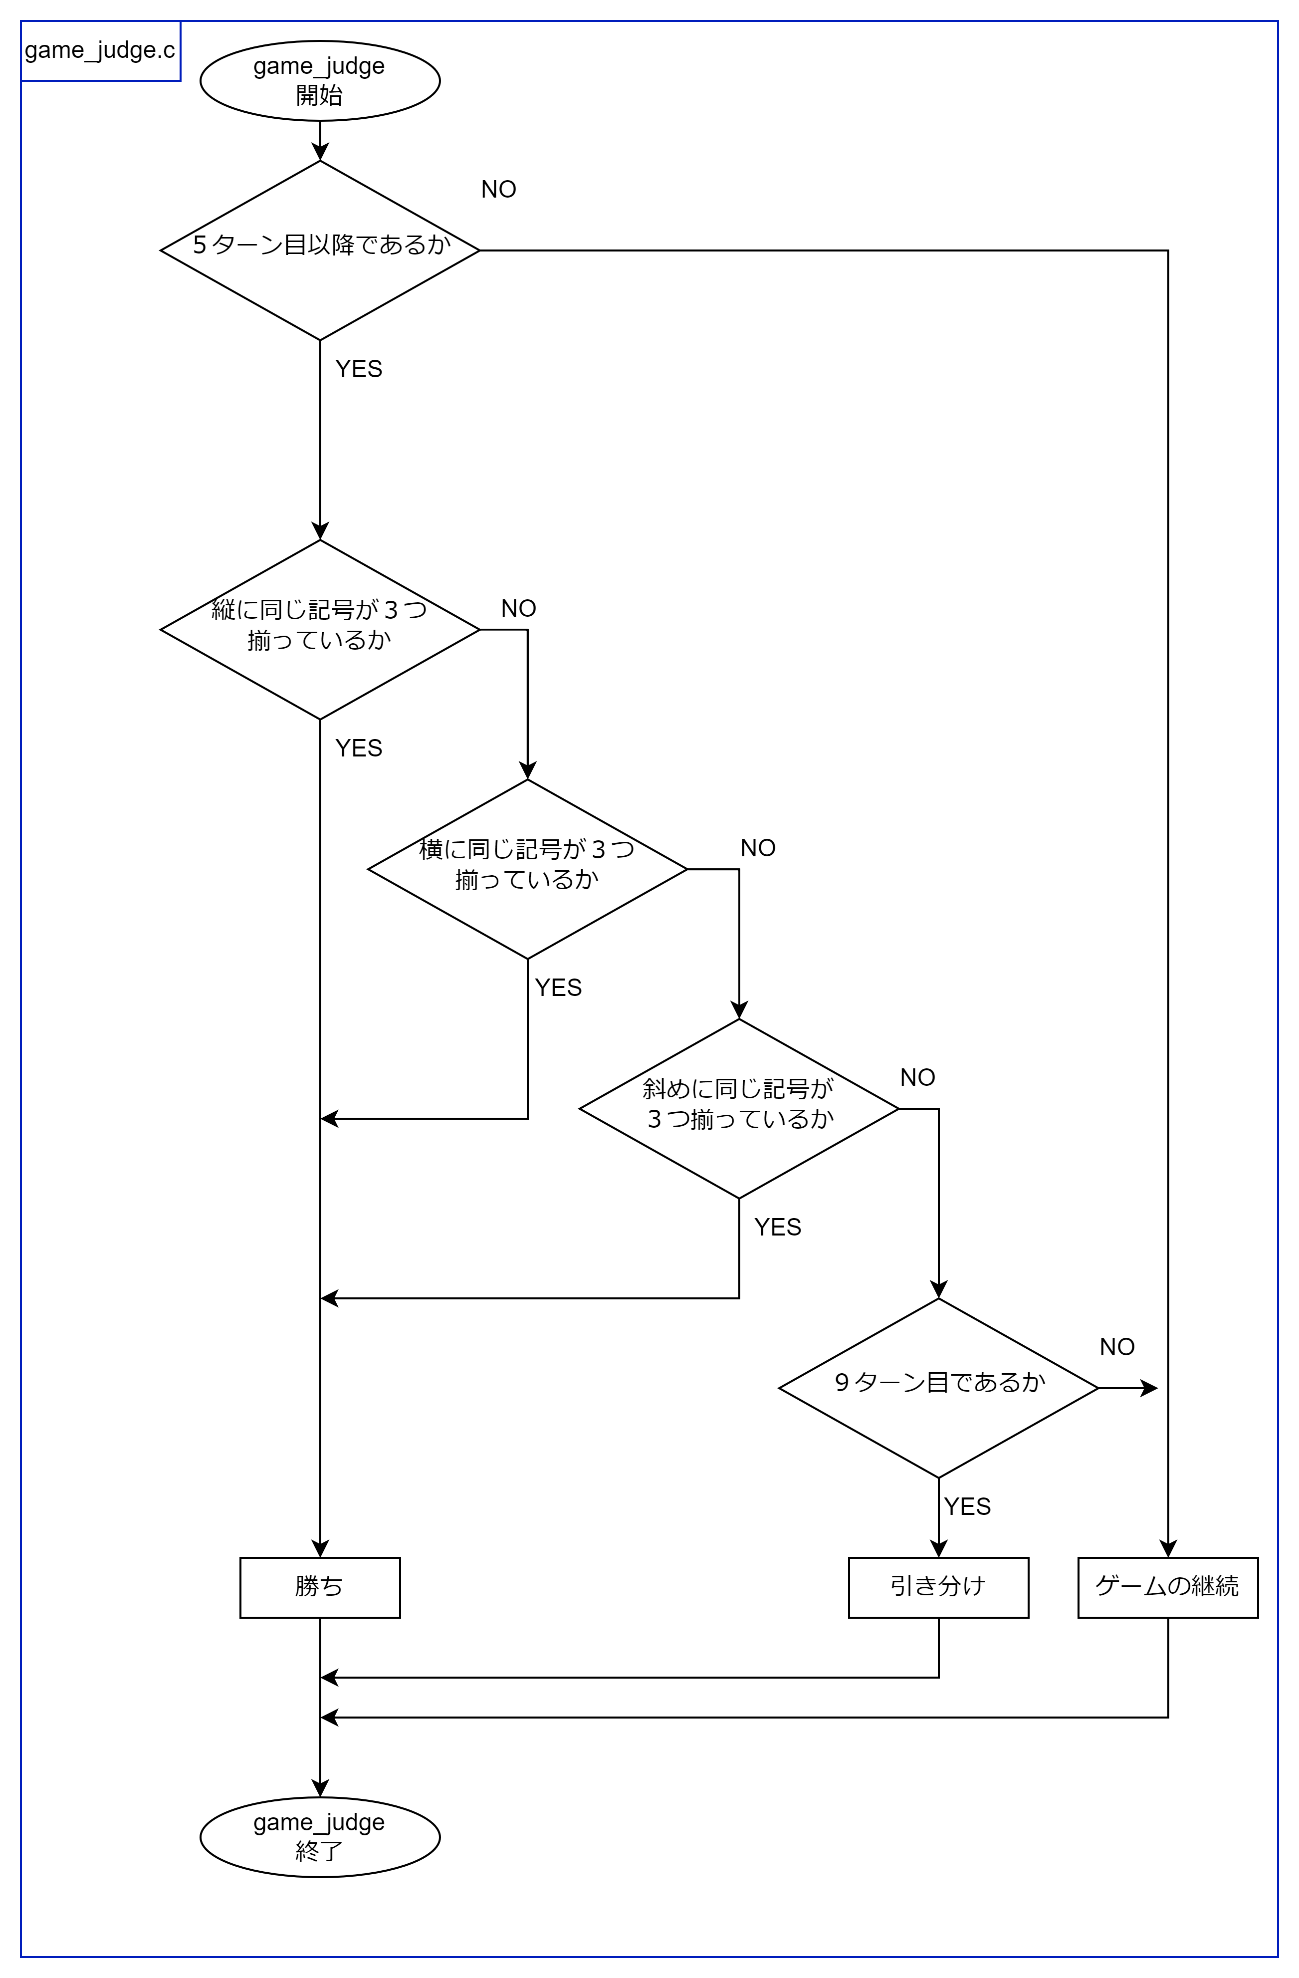 game_judge.c
game_judge
開始
NO
５ターン目以降であるか
YES
縦に同じ記号が３つ
揃っているか
NO
YES
横に同じ記号が３つ
揃っているか
NO
YES
斜めに同じ記号が
３つ揃っているか
NO
YES
９ターン目であるか
NO
YES
勝ち
引き分け
ゲームの継続
game_judge
終了